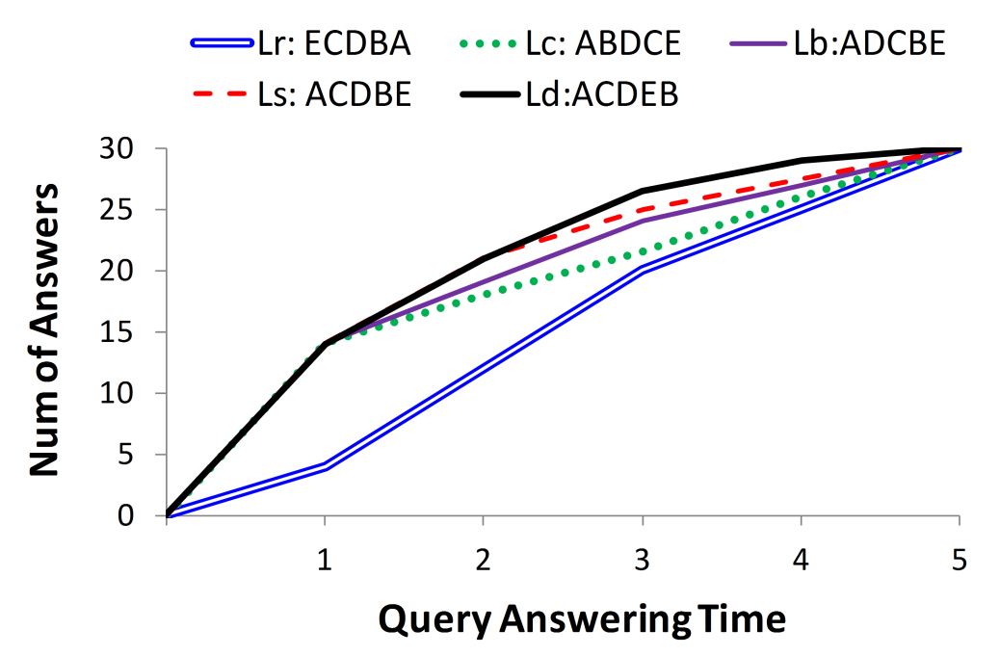 Lr: ECDBA Lc: ABDCE Lb:ADCBE
Ls: ACDBE Ld:ACDEB
30
25
20
15
10
5
0
Num of Answers
1 2 3 4 5
Query Answering Time